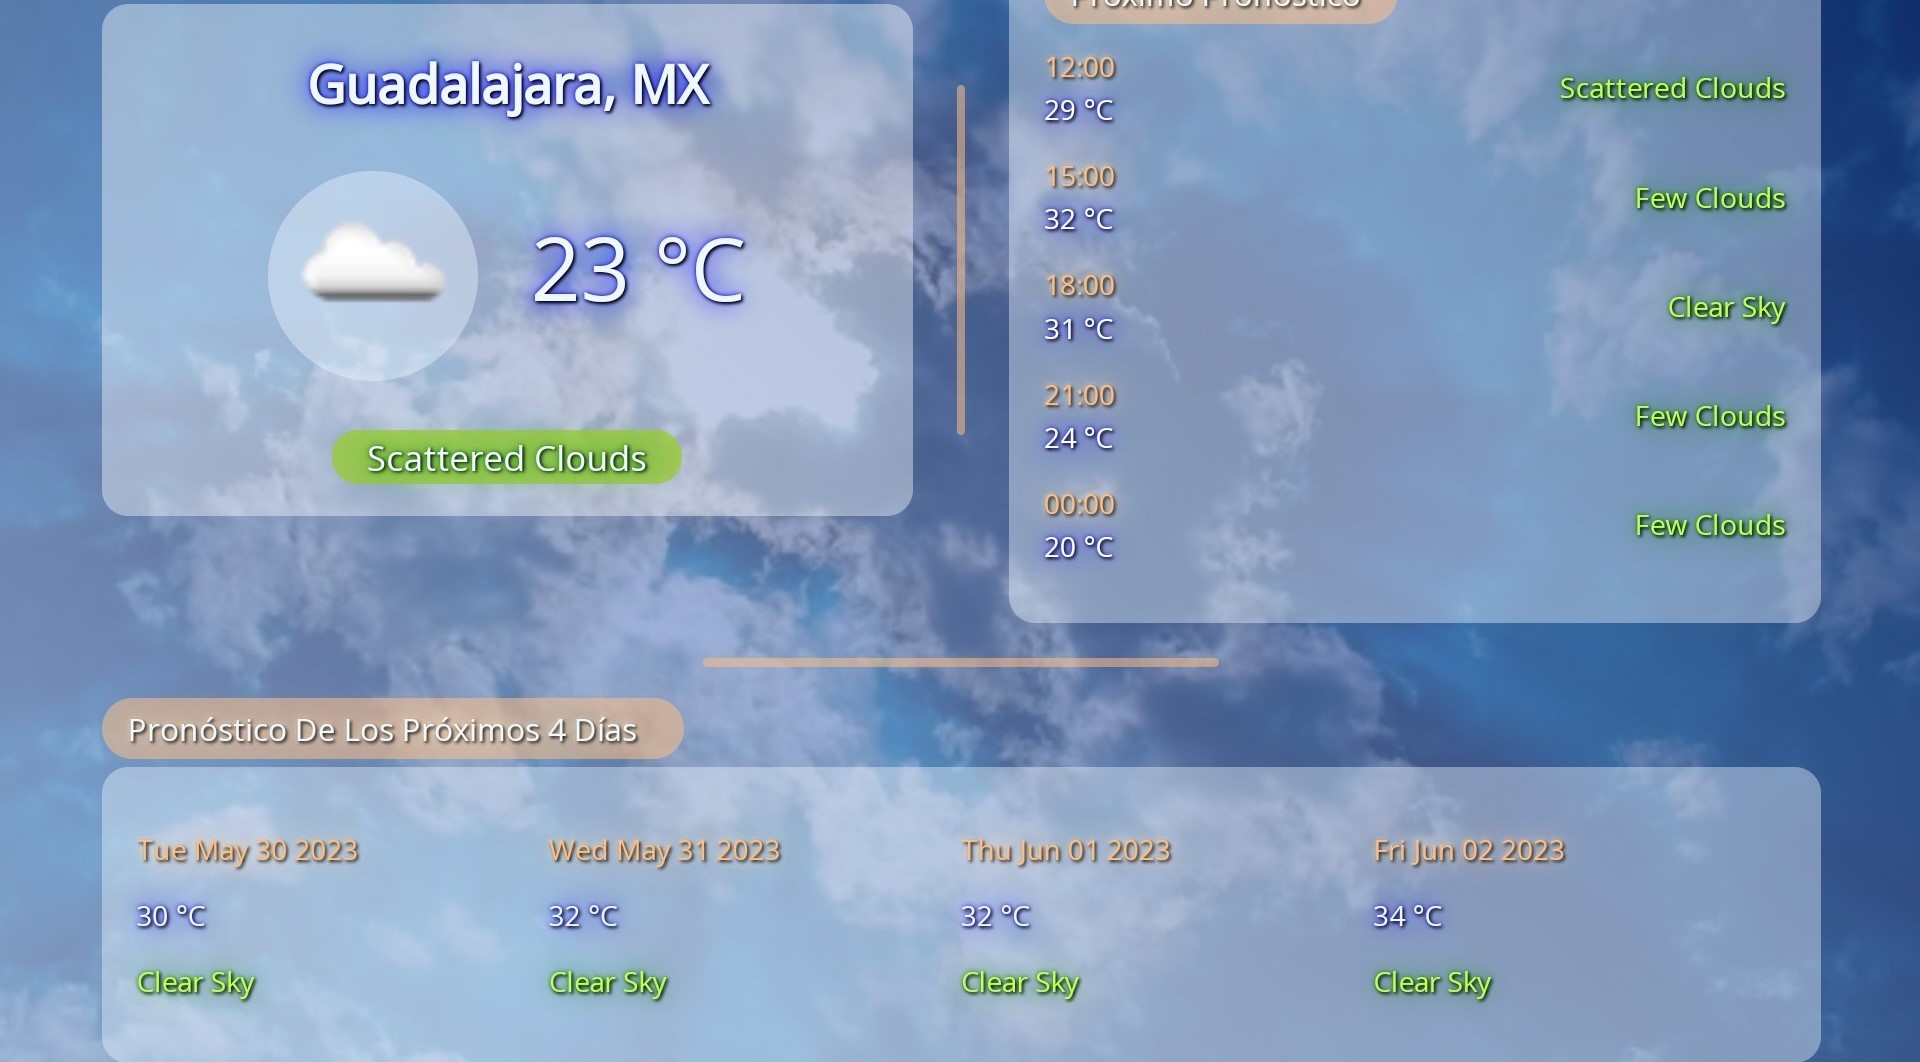 Guadalajara, MX
23 °C
Scattered Clouds
Próximo Pronóstico
12:00
29 °C
Scattered Clouds
15:00
32 °C
Few Clouds
18:00
31 °C
Clear Sky
21:00
24 °C
Few Clouds
00:00
20 °C
Few Clouds
Pronóstico De Los Próximos 4 Días
Tue May 30 2023
30 °C
Clear Sky
Wed May 31 2023
32 °C
Clear Sky
Thu Jun 01 2023
32 °C
Clear Sky
Fri Jun 02 2023
34 °C
Clear Sky